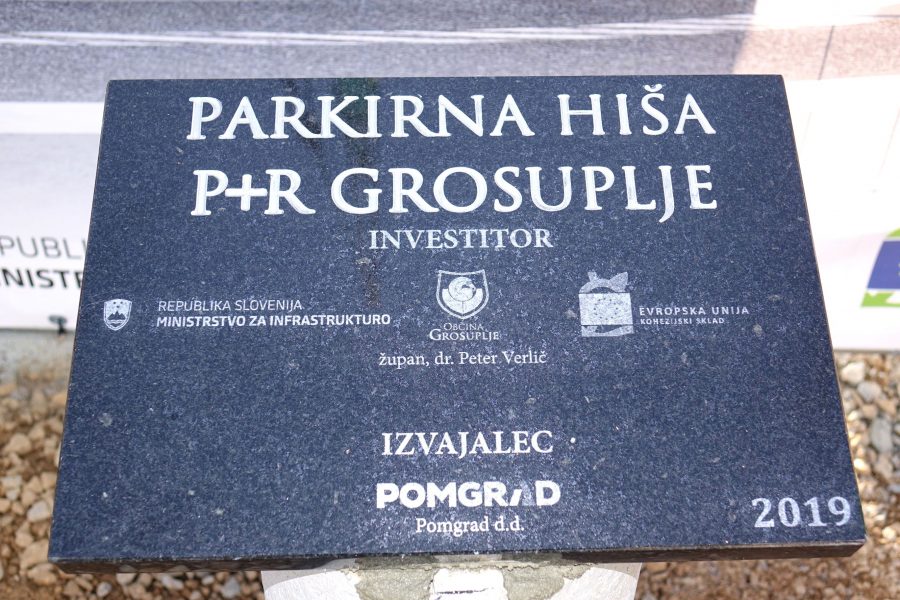 PARKIRNA HIŠA
P+R GROSUPLJE
INVESTITOR
REPUBLIKA SLOVENIJA
MINISTRSTVO ZA INFRASTRUKTURO
OBČINA
GROSUPLJE
EVROPSKA UNIJA
KOHEZIJSKI SKLAD
župan, dr. Peter Verlič
IZVAJALEC
POMGRAD
Pomgrad d.d.
2019